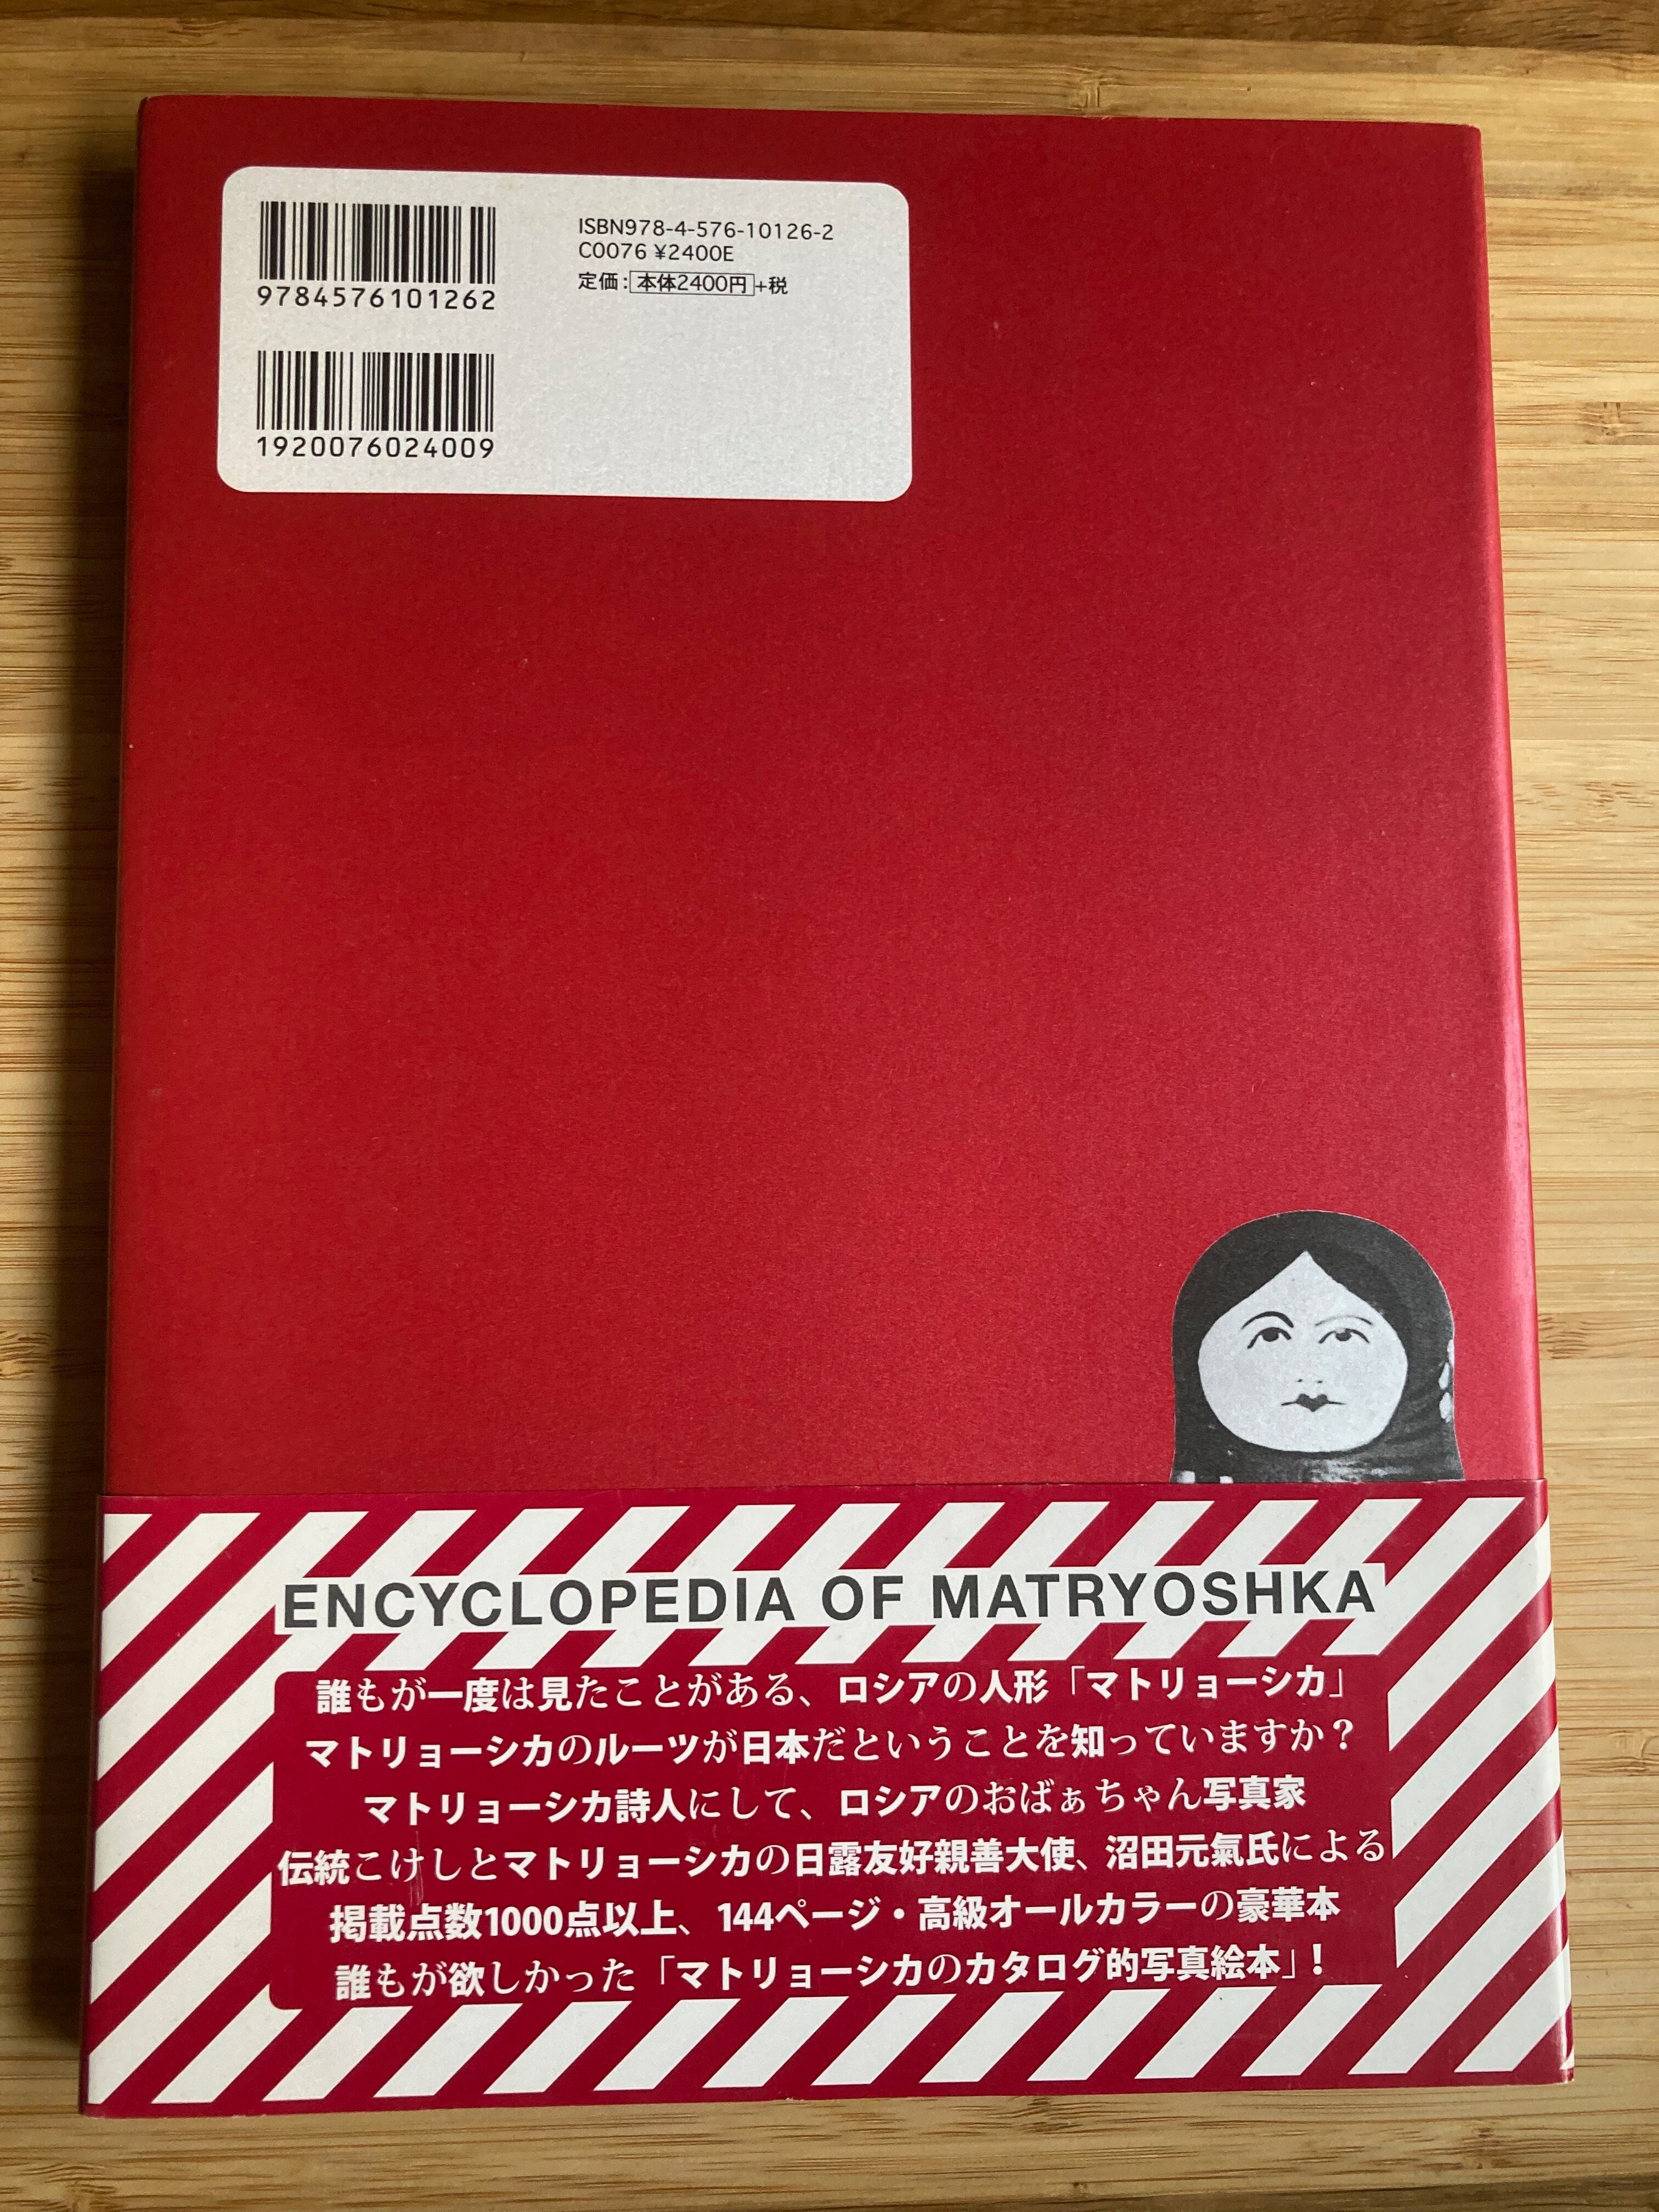 9784576101262
1920076024009
ISBN978-4-576-10126-2
C0076 ¥2400E
定価:本体2400円+税
ENCYCLOPEDIA OF MATRYOSHKA
誰もが一度は見たことがある、ロシアの人形「マトリョーシカ」
マトリョーシカのルーツが日本だということを知っていますか？
マトリョーシカ詩人にして、ロシアのおばぁちゃん写真家
伝統こけしとマトリョーシカの日露友好親善大使、沼田元氣氏による
掲載点数1000点以上、144ページ・高級オールカラーの豪華本
誰もが欲しかった「マトリョーシカのカタログ的写真絵本」！